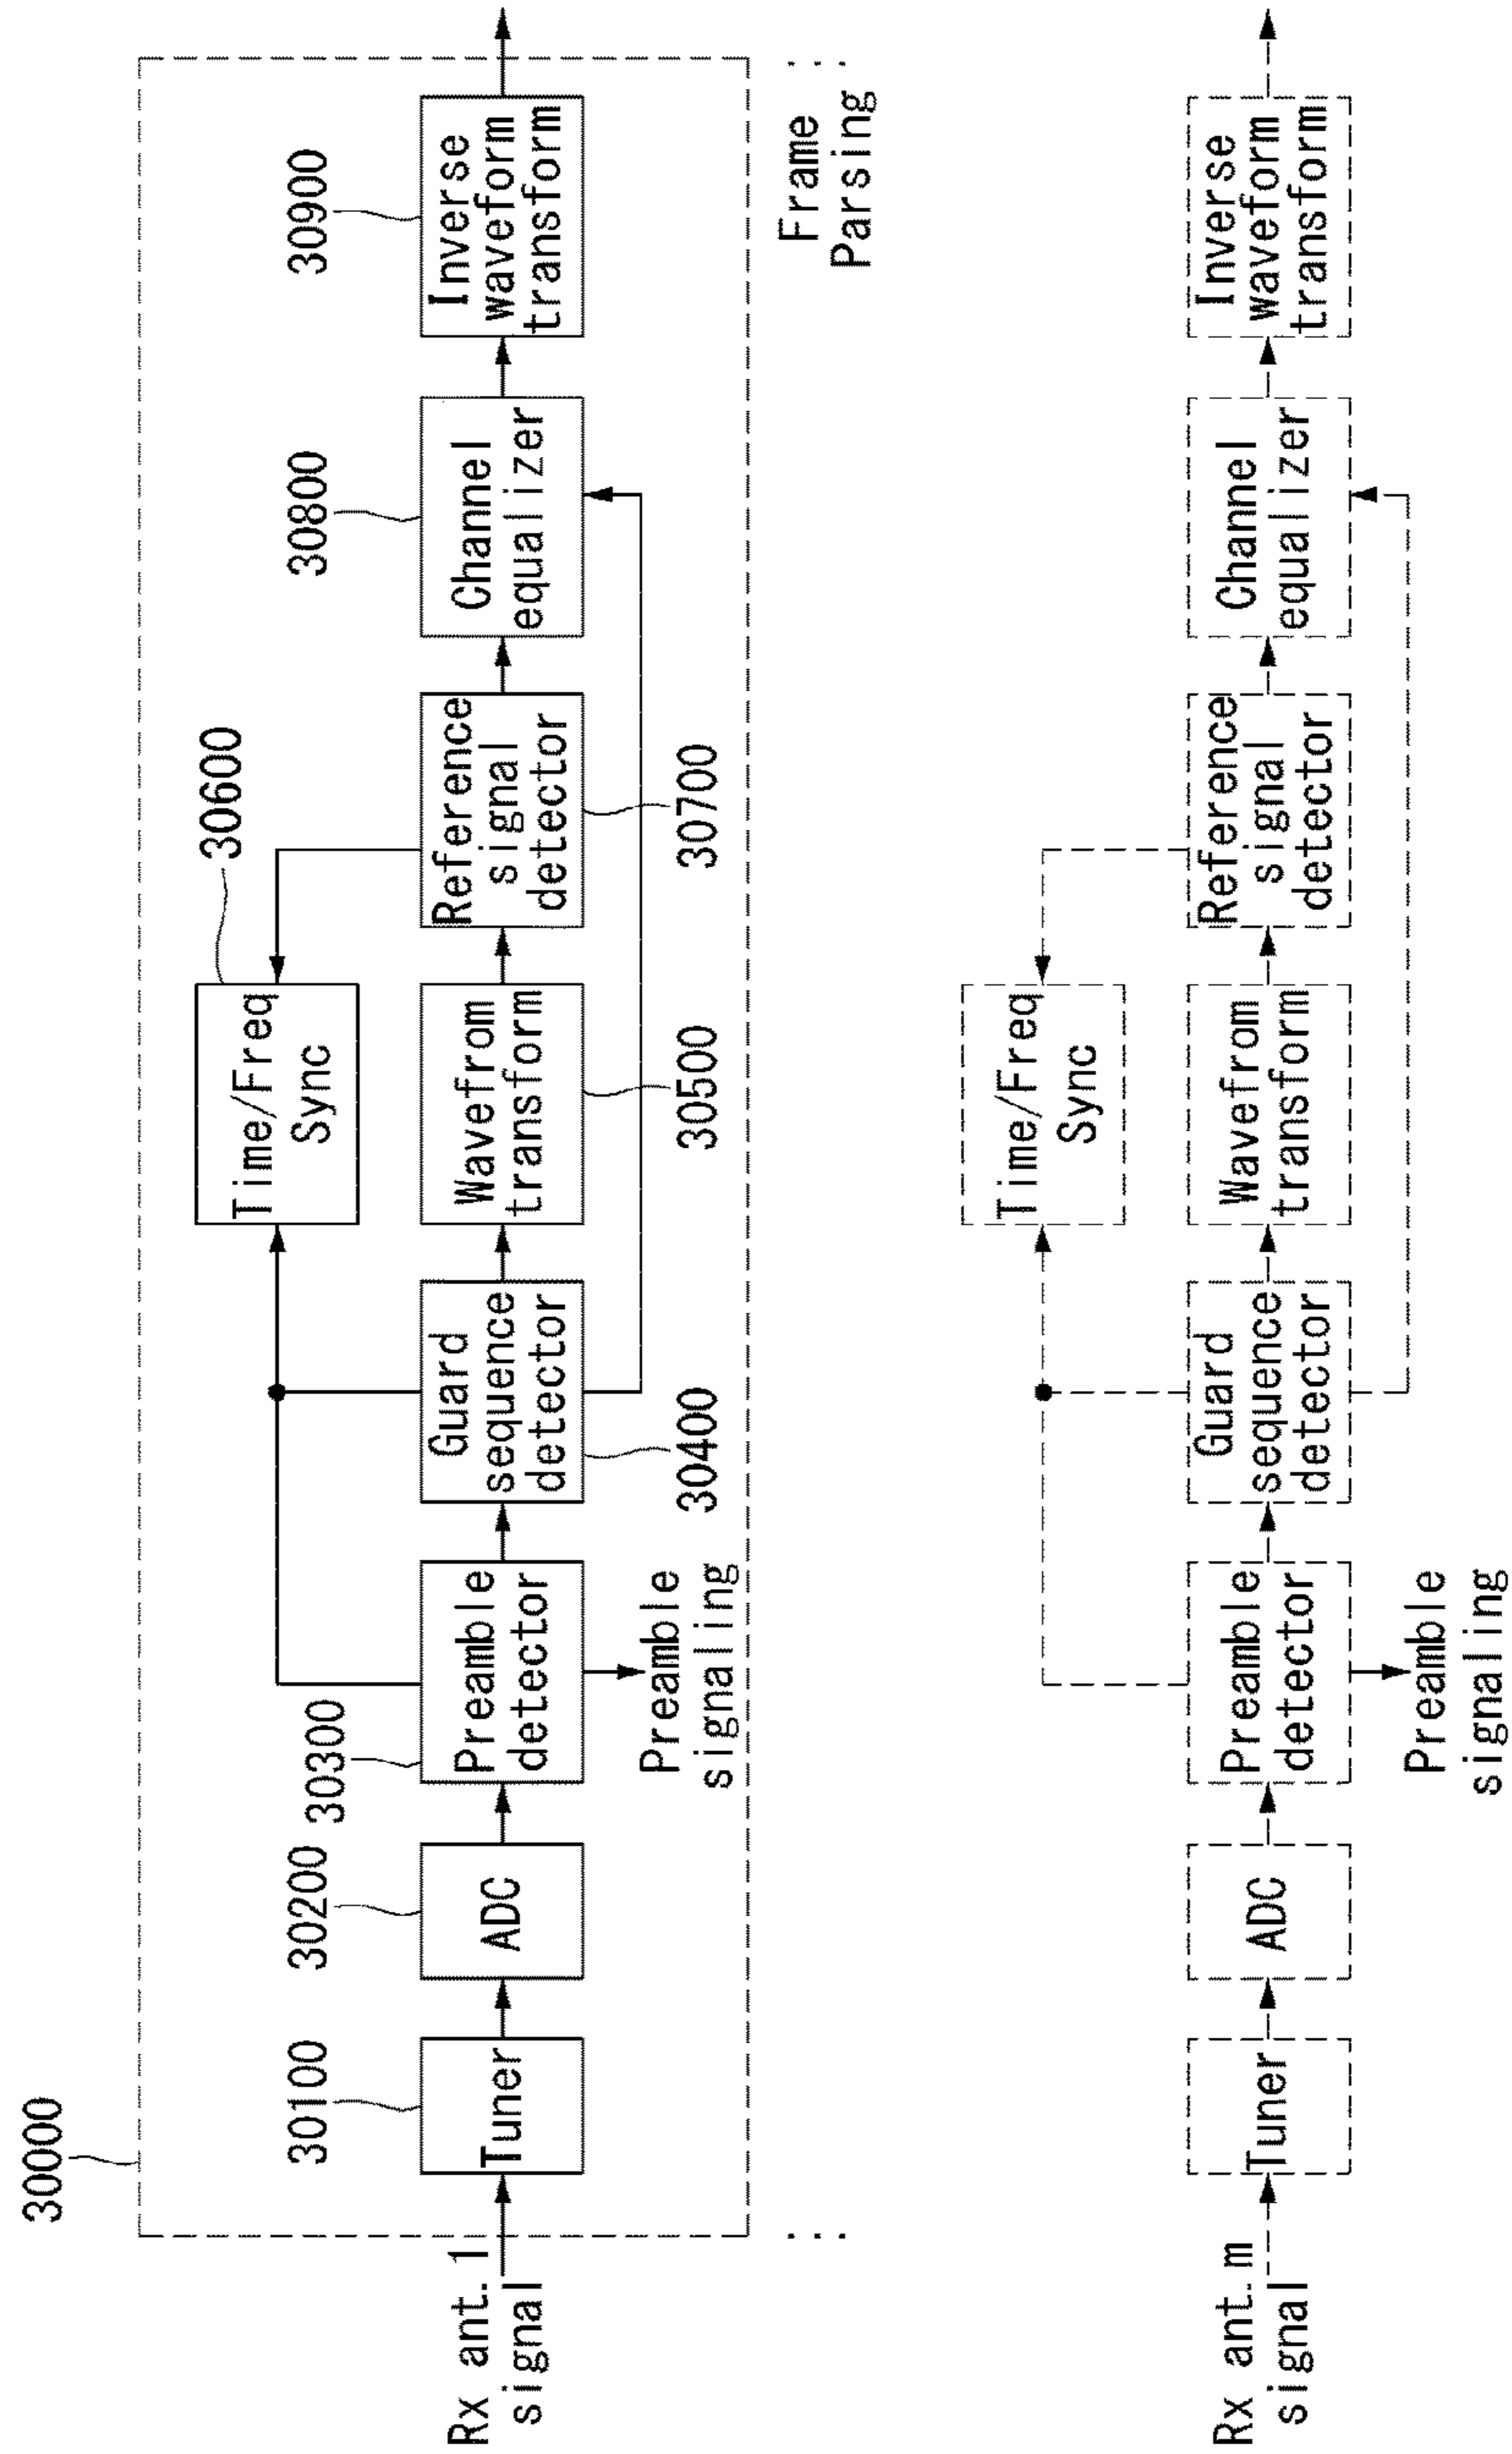 30000
30100
30200
30300
30600
30800
30900
Time/Freq
Sync
Rx ant.1
signal
Tuner
ADC
Preamble
detector
Guard
sequence
detector
Wavefrom
transform
Reference
signal
detector
Channel
equalizer
Inverse
waveform
transform
Preamble
signaling
30400
30500
30700
Frame
Parsing
Time/Freq
Sync
Rx ant.m
signal
Tuner
ADC
Preamble
detector
Guard
sequence
detector
Wavefrom
transform
Reference
signal
detector
Channel
equalizer
Inverse
waveform
transform
Preamble
signaling